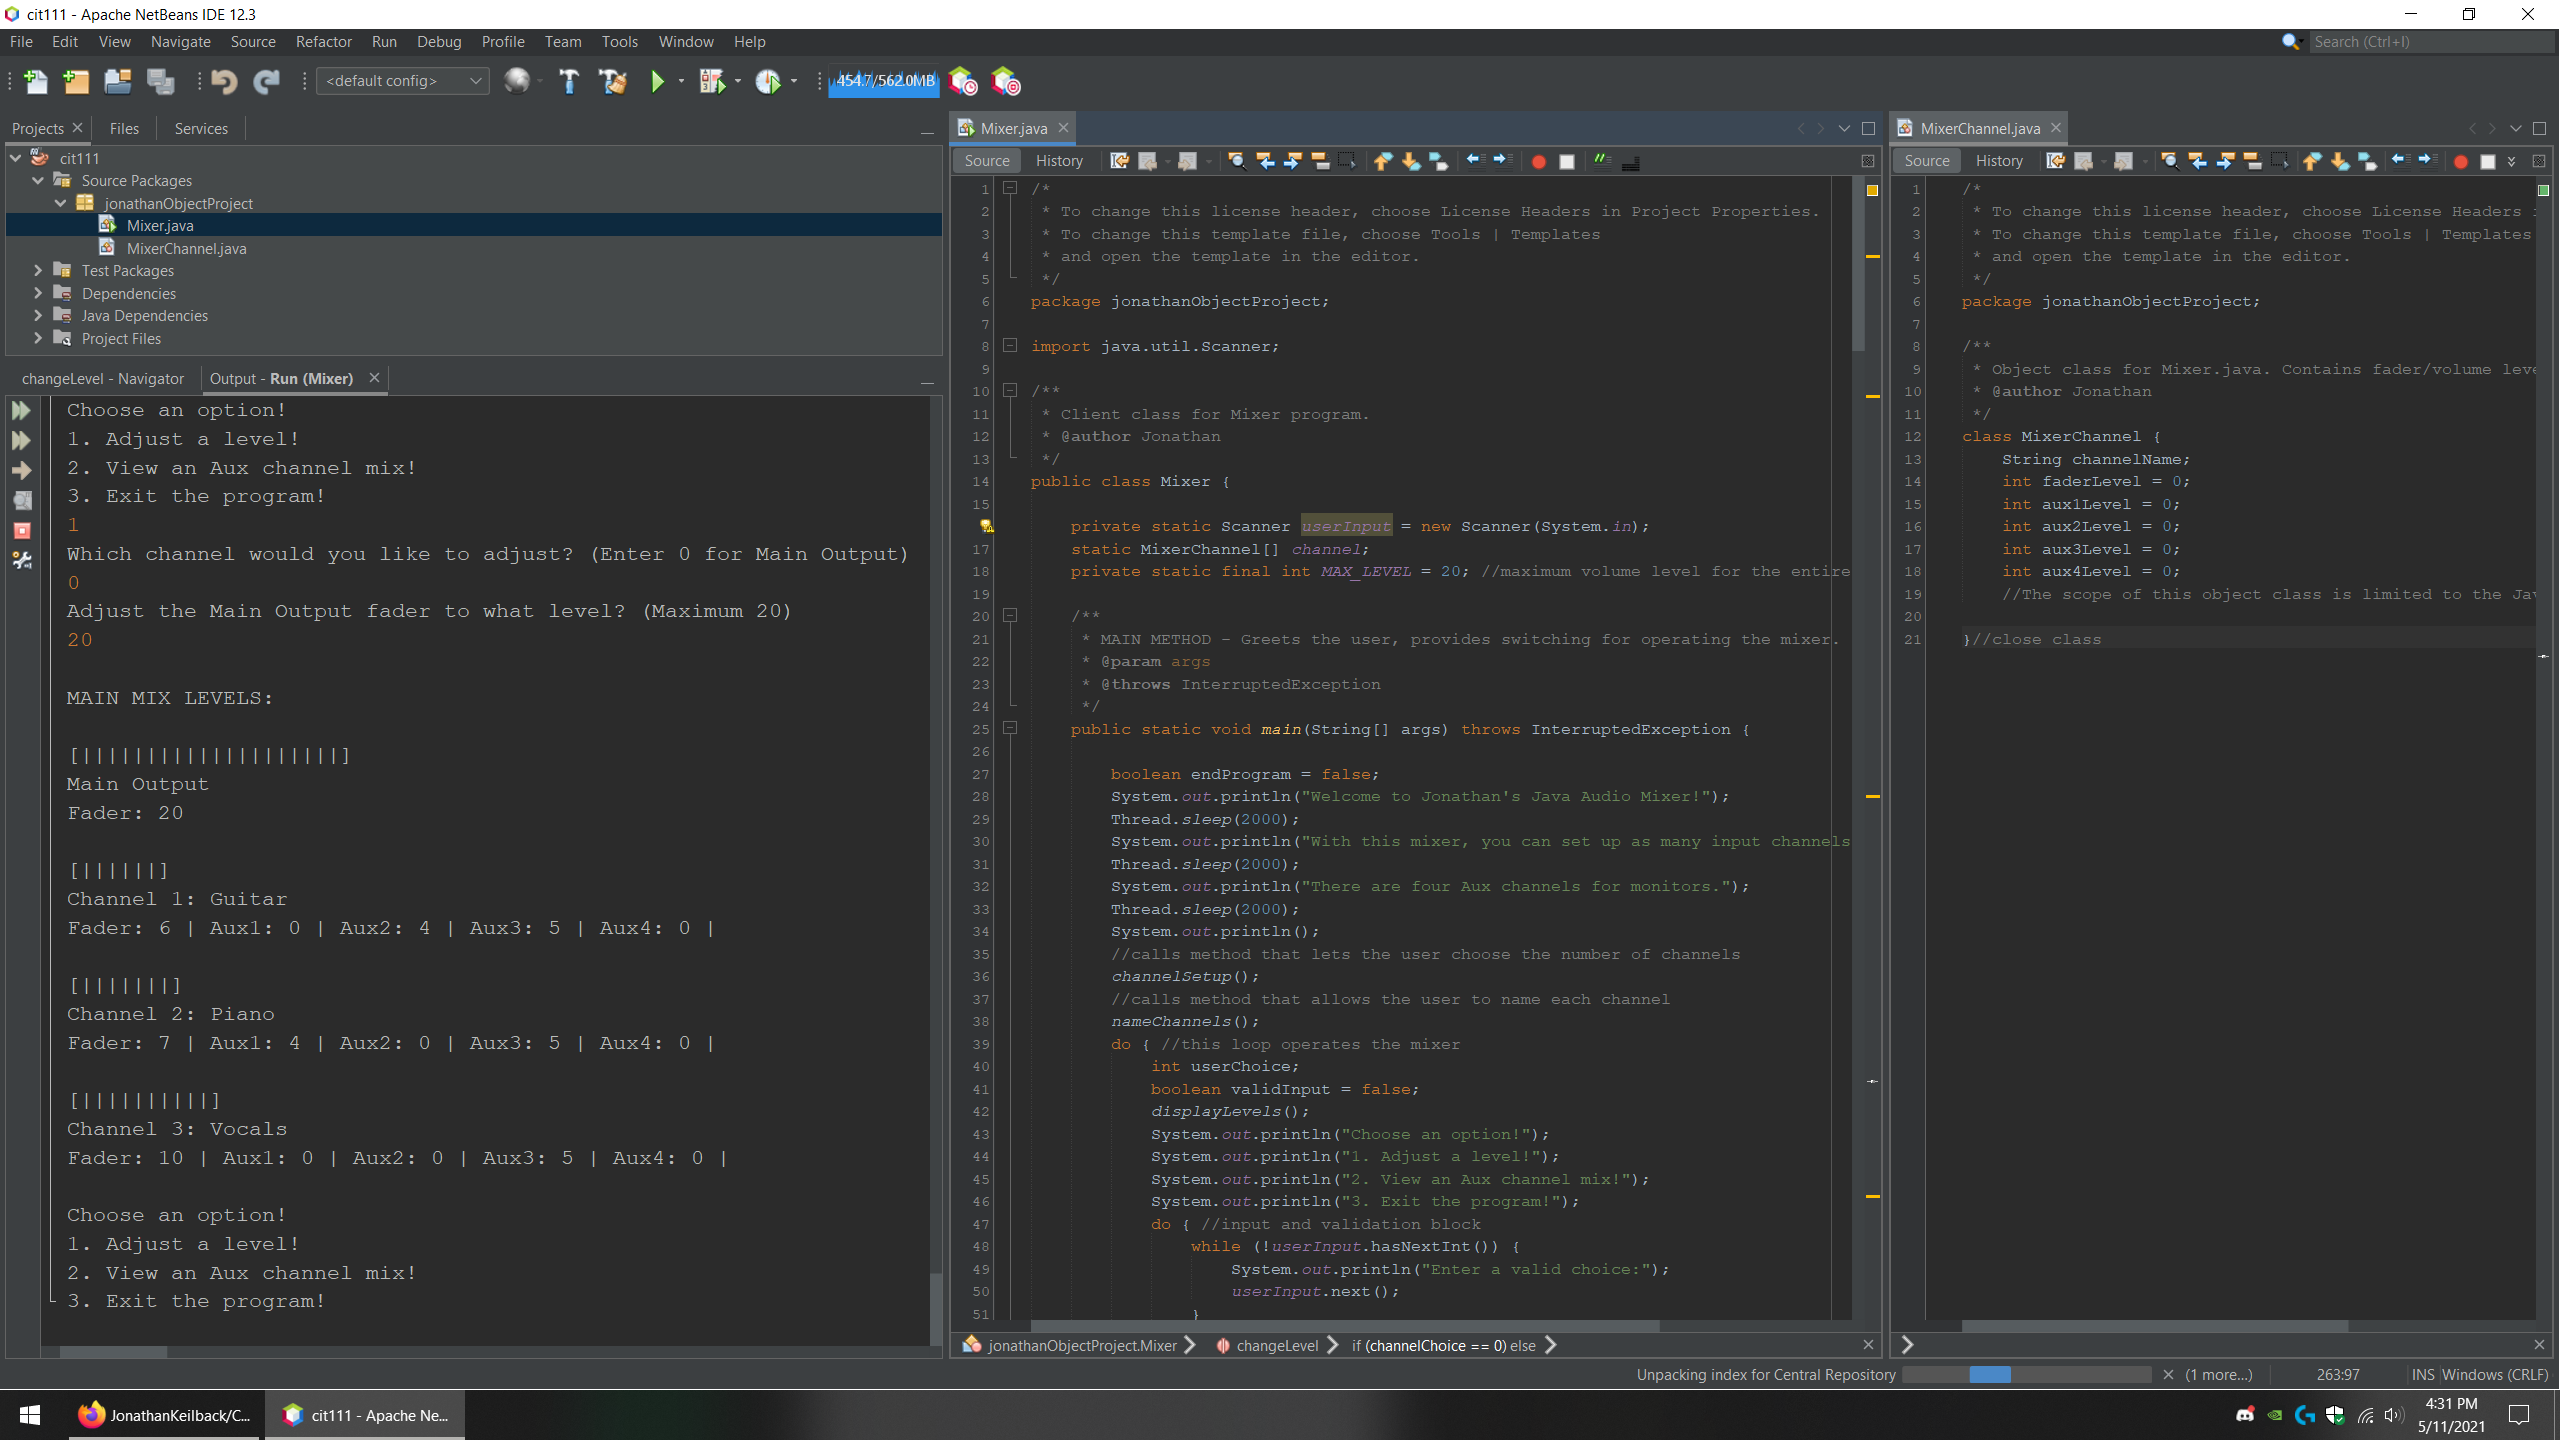 cit111 - Apache NetBeans IDE 12.3
File Edit View Navigate Source Refactor Run Debug Profile Team Tools Window Help
Search (Ctrl+I)
<default config>
454.7/562.0MB
Projects Files Services
cit111
Source Packages
jonathanObjectProject
Mixer.java
MixerChannel.java
Test Packages
Dependencies
Java Dependencies
Project Files
changeLevel - Navigator Output - Run (Mixer)
Choose an option!
1. Adjust a level!
2. View an Aux channel mix!
3. Exit the program!
1
Which channel would you like to adjust? (Enter 0 for Main Output)
0
Adjust the Main Output fader to what level? (Maximum 20)
20
MAIN MIX LEVELS:
[||||||||||||||||||||]
Main Output
Fader: 20
[||||||]
Channel 1: Guitar
Fader: 6 | Aux1: 0 | Aux2: 4 | Aux3: 5 | Aux4: 0 |
[|||||||]
Channel 2: Piano
Fader: 7 | Aux1: 4 | Aux2: 0 | Aux3: 5 | Aux4: 0 |
[||||||||||]
Channel 3: Vocals
Fader: 10 | Aux1: 0 | Aux2: 0 | Aux3: 5 | Aux4: 0 |
Choose an option!
1. Adjust a level!
2. View an Aux channel mix!
3. Exit the program!
Mixer.java
Source History
1 /*
2 * To change this license header, choose License Headers in Project Properties.
3 * To change this template file, choose Tools | Templates
4 * and open the template in the editor.
5 */
6 package jonathanObjectProject;
7
8 import java.util.Scanner;
9
10 /**
11 * Client class for Mixer program.
12 * @author Jonathan
13 */
14 public class Mixer {
15
private static Scanner userInput = new Scanner(System.in);
17 static MixerChannel[] channel;
18 private static final int MAX_LEVEL = 20; //maximum volume level for the entire
19
20 /**
21 * MAIN METHOD - Greets the user, provides switching for operating the mixer.
22 * @param args
23 * @throws InterruptedException
24 */
25 public static void main(String[] args) throws InterruptedException {
26
27 boolean endProgram = false;
28 System.out.println("Welcome to Jonathan's Java Audio Mixer!");
29 Thread.sleep(2000);
30 System.out.println("With this mixer, you can set up as many input channels
31 Thread.sleep(2000);
32 System.out.println("There are four Aux channels for monitors.");
33 Thread.sleep(2000);
34 System.out.println();
35 //calls method that lets the user choose the number of channels
36 channelSetup();
37 //calls method that allows the user to name each channel
38 nameChannels();
39 do { //this loop operates the mixer
40 int userChoice;
41 boolean validInput = false;
42 displayLevels();
43 System.out.println("Choose an option!");
44 System.out.println("1. Adjust a level!");
45 System.out.println("2. View an Aux channel mix!");
46 System.out.println("3. Exit the program!");
47 do { //input and validation block
48 while (!userInput.hasNextInt()) {
49 System.out.println("Enter a valid choice:");
50 userInput.next();
51 }
jonathanObjectProject.Mixer changeLevel if (channelChoice == 0) else
MixerChannel.java
Source History
1 /*
2 * To change this license header, choose License Headers
3 * To change this template file, choose Tools | Templates
4 * and open the template in the editor.
5 */
6 package jonathanObjectProject;
7
8 /**
9 * Object class for Mixer.java. Contains fader/volume leve
10 * @author Jonathan
11 */
12 class MixerChannel {
13 String channelName;
14 int faderLevel = 0;
15 int aux1Level = 0;
16 int aux2Level = 0;
17 int aux3Level = 0;
18 int aux4Level = 0;
19 //The scope of this object class is limited to the Jav
20
21 }//close class
Unpacking index for Central Repository (1 more...) 263:97 INS Windows (CRLF)
JonathanKeilback/C...
cit111 - Apache Ne...
4:31 PM
5/11/2021